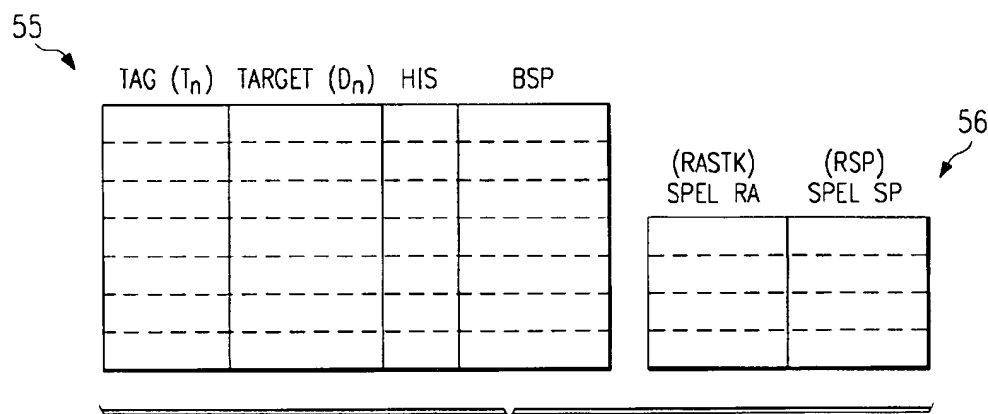 55
TAG (Tn) TARGET (Dn) HIS BSP
56
(RASTK) (RSP)
SPEL RA SPEL SP